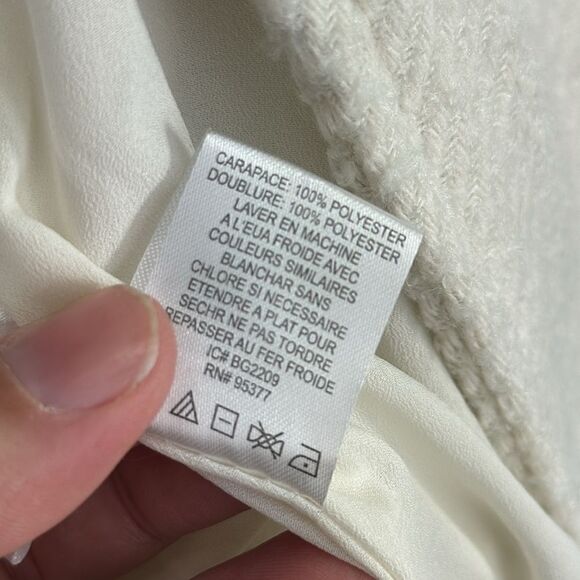 CARAPACE: 100% POLYESTER
DOUBLURE: 100% POLYESTER
LAVER EN MACHINE
A L'EUA FROIDE AVEC
COULEURS SIMILAIRES
BLANCHAR SANS
CHLORE SI NECESSAIRE
ETENDRE A PLAT POUR
SECHR NE PAS TORDRE
REPASSER AU FER FROIDE
IC# BG2209
RN# 95377